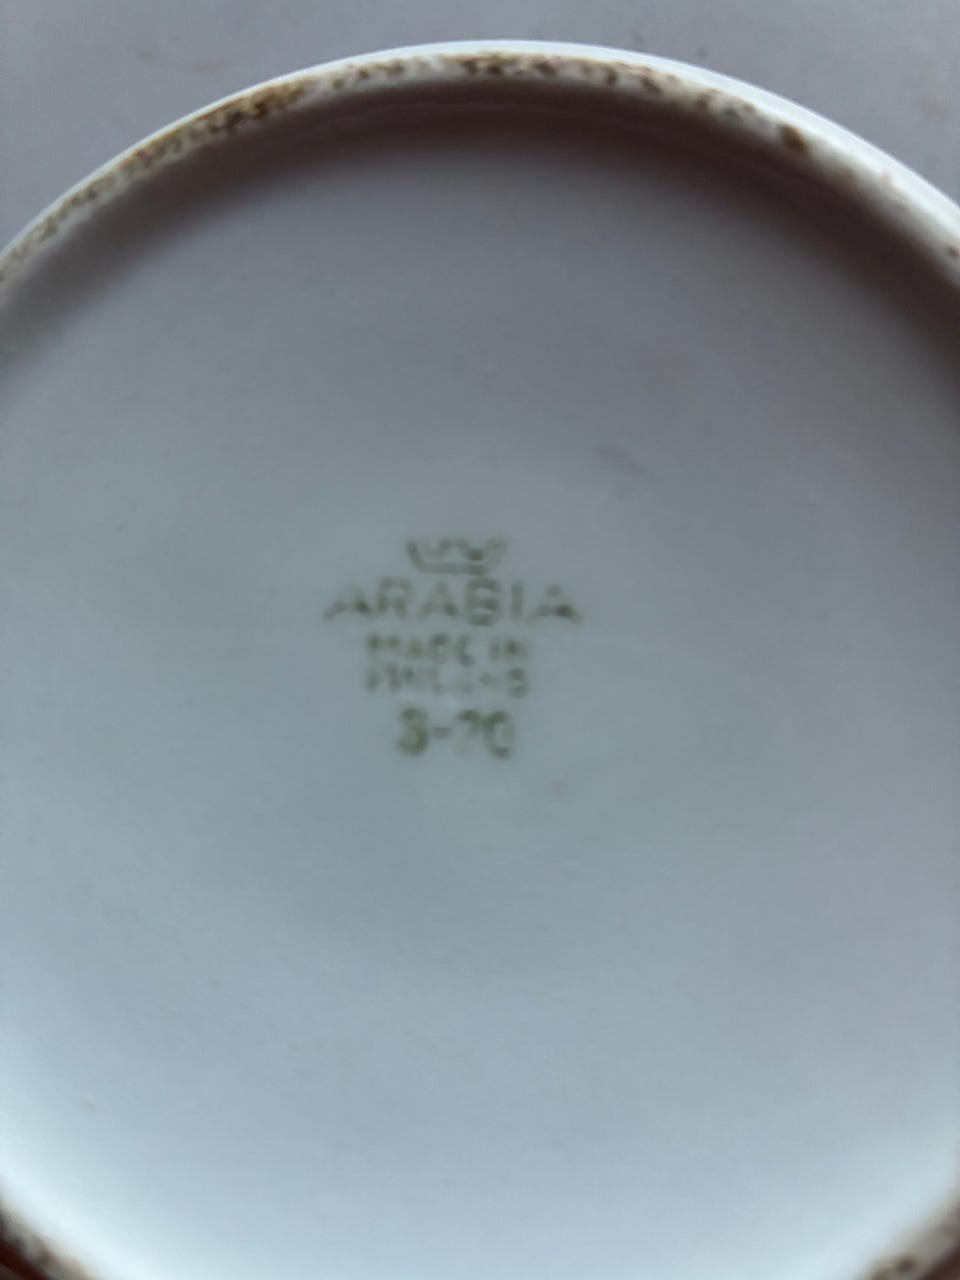 ARABIA
MADE IN
FINLAND
3-70